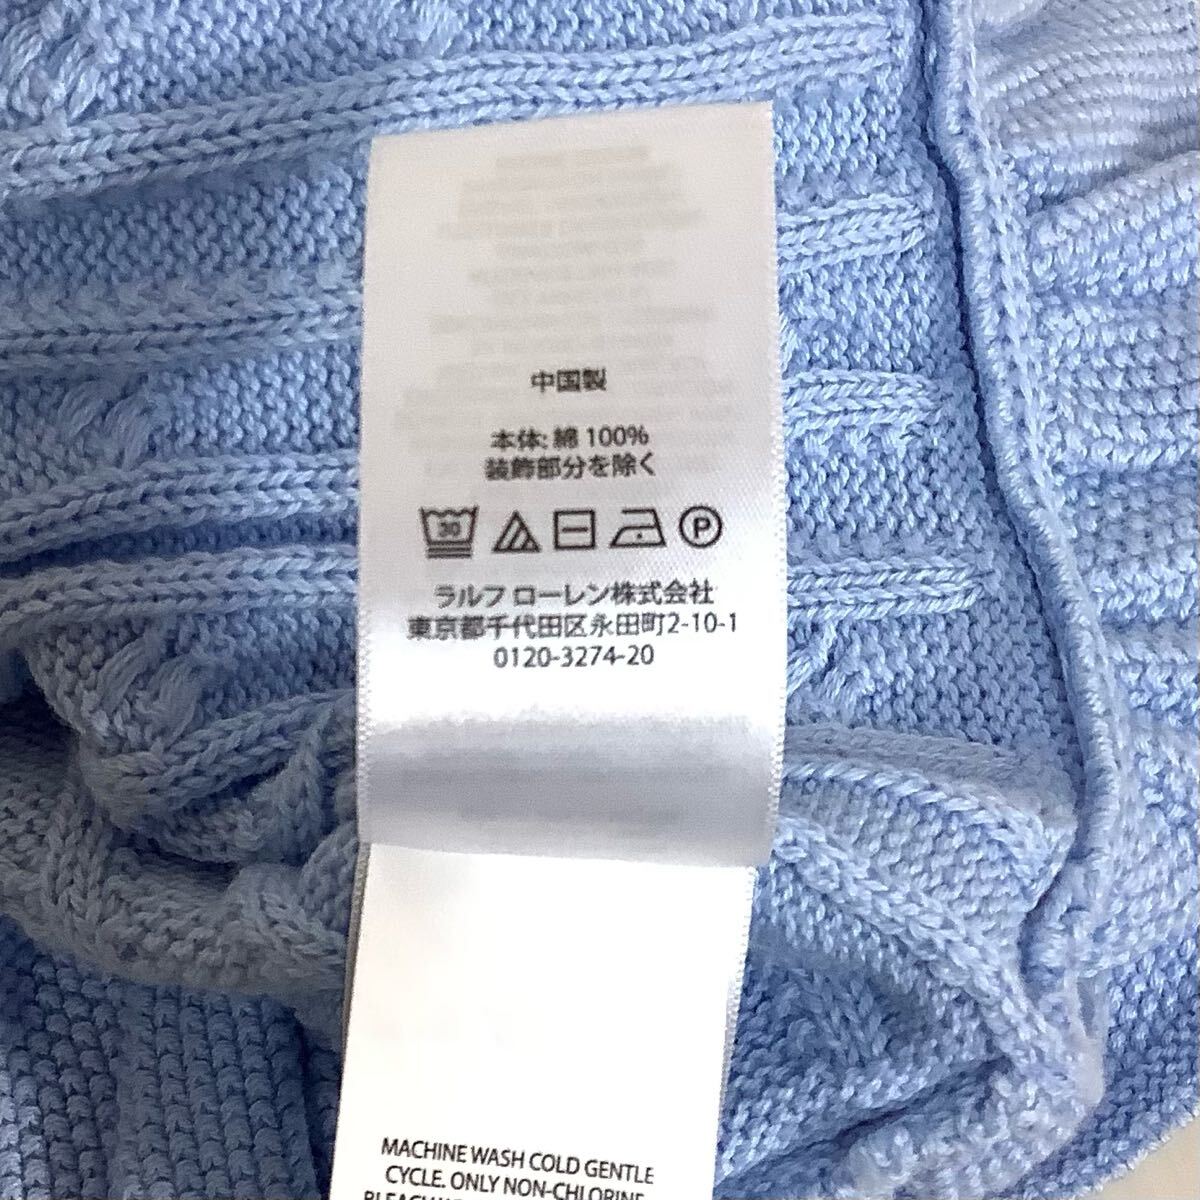 中国製
本体: 綿 100%
装飾部分を除く
30 P
ラルフ ローレン株式会社
東京都千代田区永田町2-10-1
0120-3274-20
MACHINE WASH COLD GENTLE
CYCLE. ONLY NON-CHLORINE